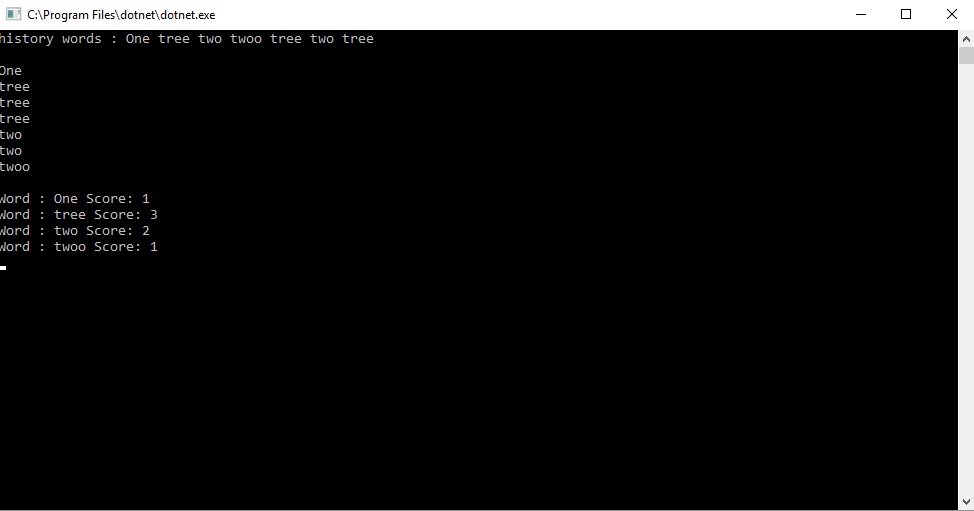 C:\Program Files\dotnet\dotnet.exe
history words : One tree two twoo tree two tree
One
tree
tree
tree
two
two
twoo
Word : One Score: 1
Word : tree Score: 3
Word : two Score: 2
Word : twoo Score: 1